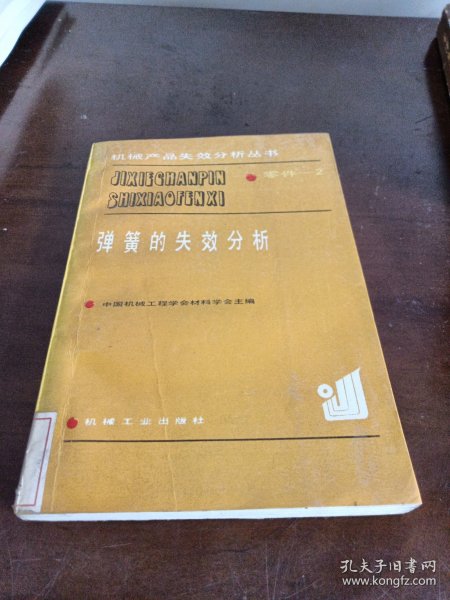 机械产品失效分析丛书
JIXIECHANPIN
零件—2
SHIXIAOFENXI
弹簧的失效分析
中国机械工程学会材料学会主编
机械工业出版社
孔夫子旧书网
www.kongfz.com